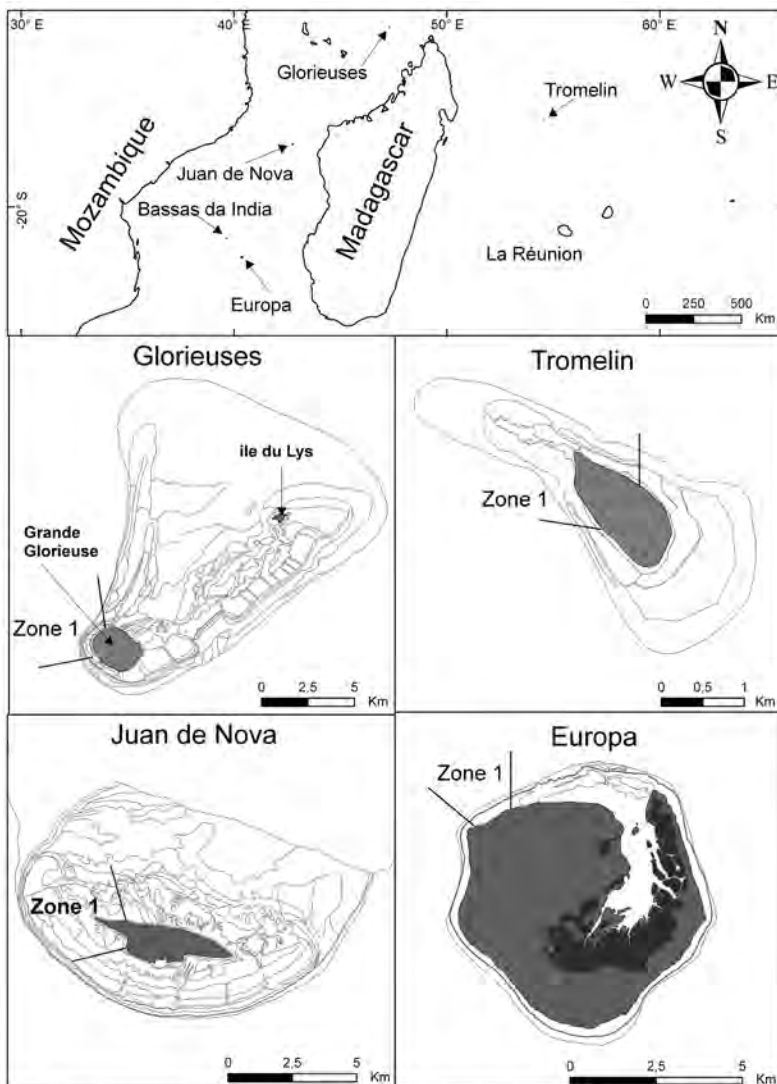 30° E
40° E
50° E
60° E
N
W
E
S
Glorieuses
Tromelin
Mozambique
Juan de Nova
Madagascar
-20° S
Bassas da India
La Réunion
Europa
0 250 500
Km
Glorieuses
ile du Lys
Grande
Glorieuse
Zone 1
0 2,5 5
Km
Tromelin
Zone 1
0 0,5 1
Km
Juan de Nova
Zone 1
0 2,5 5
Km
Europa
Zone 1
0 2,5 5
Km